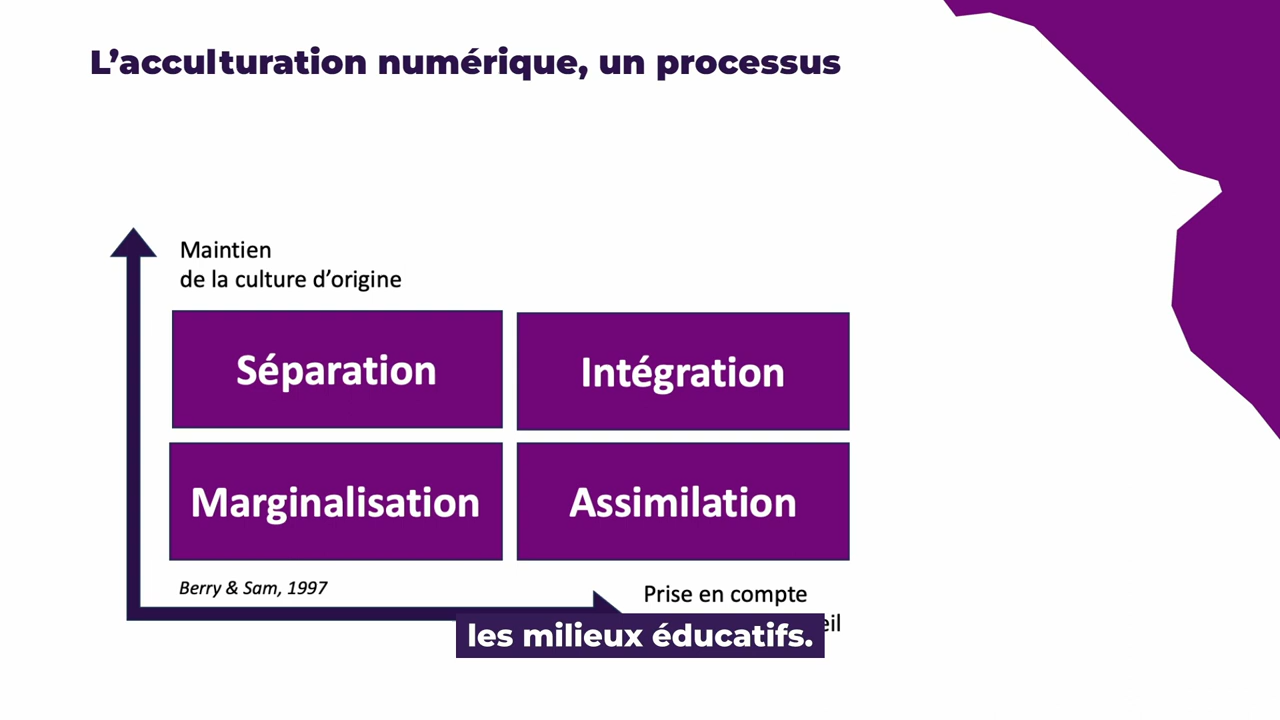 L'acculturation numérique, un processus
Maintien
de la culture d'origine
Séparation
Intégration
Marginalisation
Assimilation
Berry & Sam, 1997
Prise en compte
les milieux éducatifs.